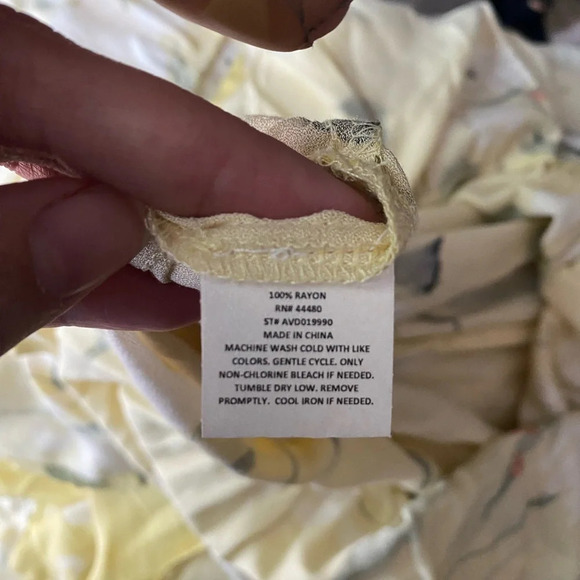 100% RAYON
RN# 44480
ST# AVD019990
MADE IN CHINA
MACHINE WASH COLD WITH LIKE
COLORS. GENTLE CYCLE. ONLY
NON-CHLORINE BLEACH IF NEEDED.
TUMBLE DRY LOW. REMOVE
PROMPTLY. COOL IRON IF NEEDED.